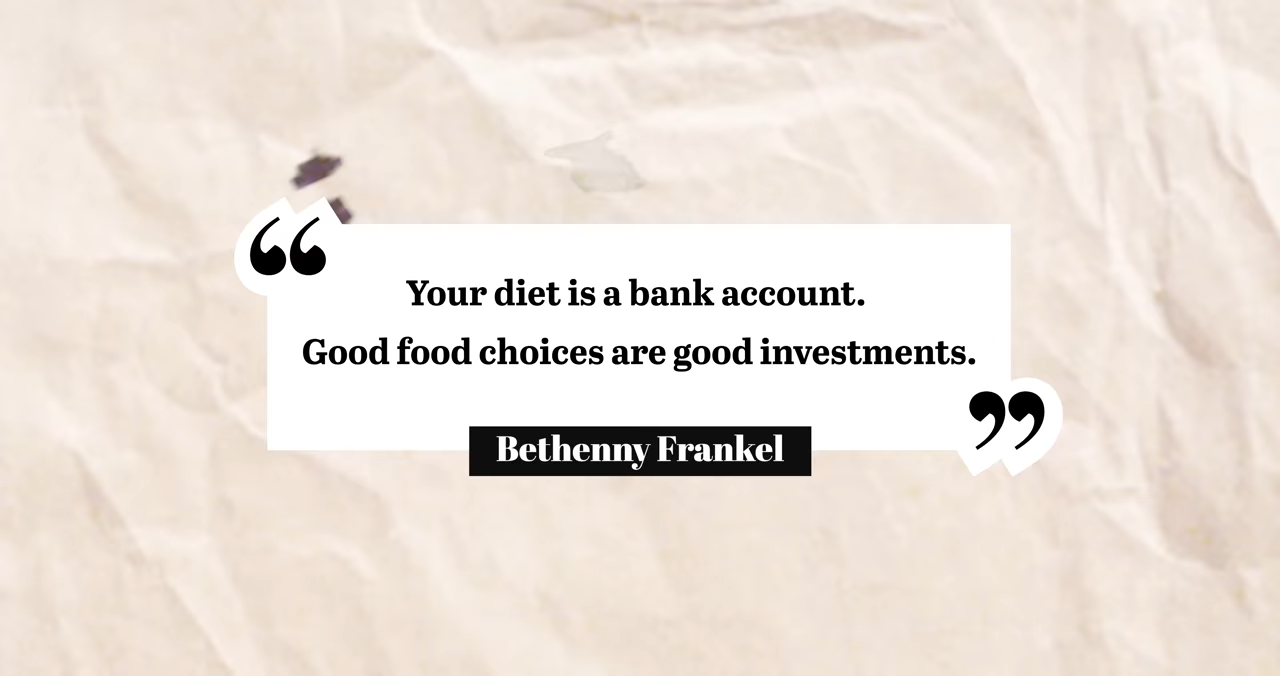 “
Your diet is a bank account.
Good food choices are good investments.
”
Bethenny Frankel